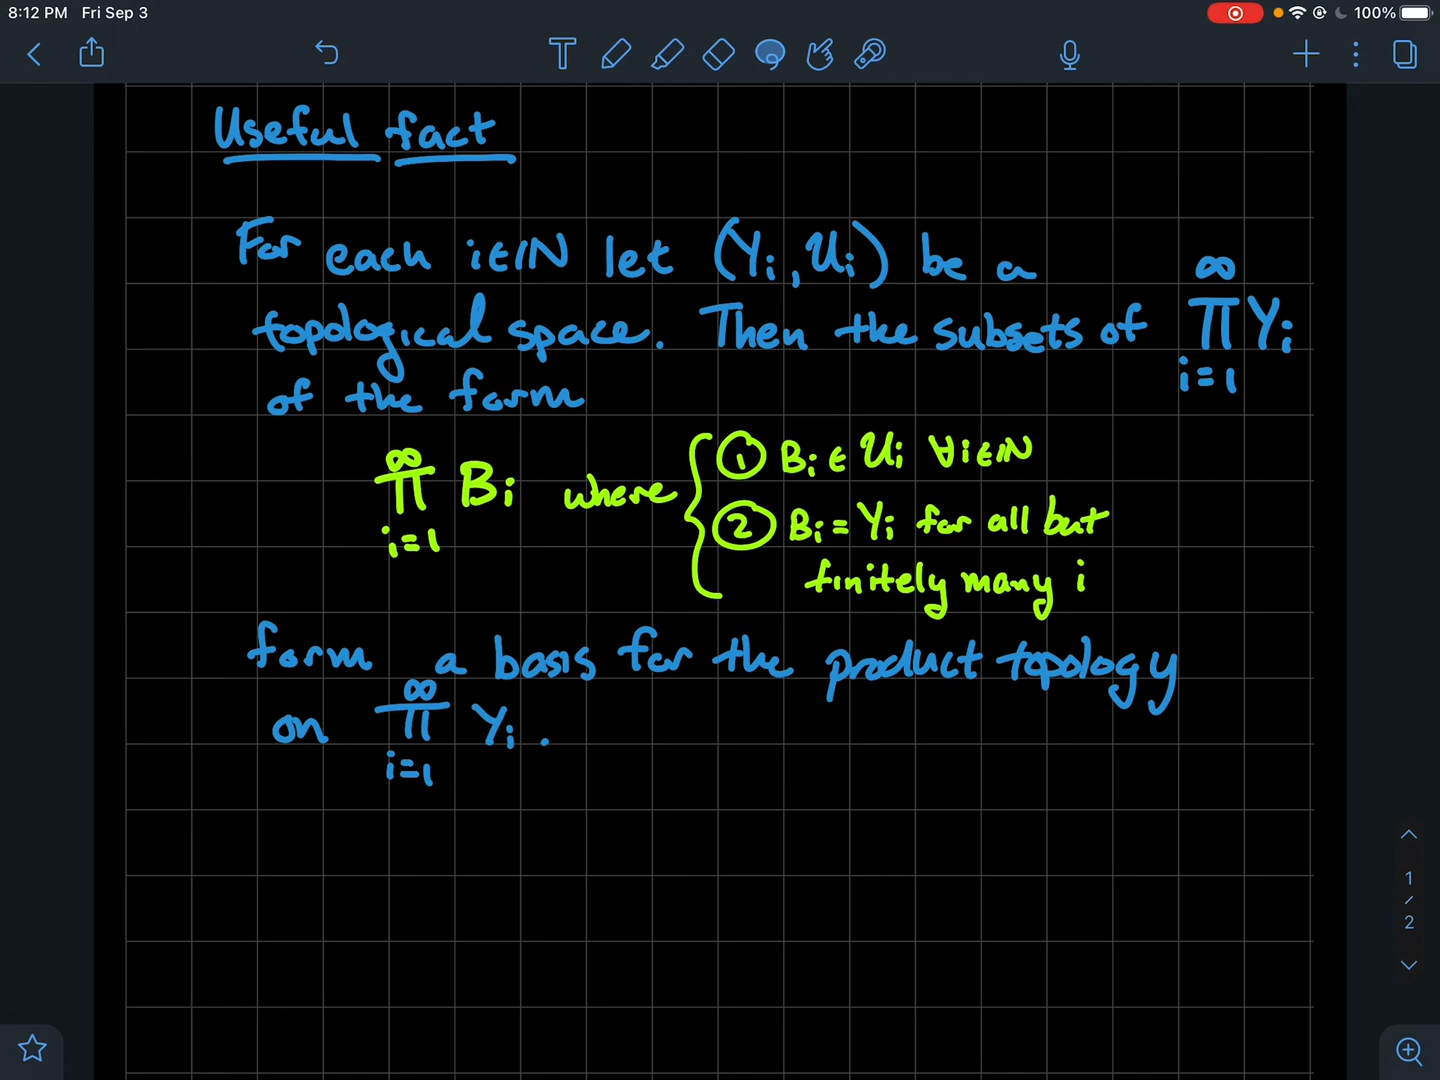 8:12 PM Fri Sep 3 100%
Useful fact
For each i∈ℕ let (Yᵢ, 𝒰ᵢ) be a
topological space. Then the subsets of ∞∏i=1 Yᵢ
of the form
∞∏i=1 Bᵢ where { ① Bᵢ ∈ 𝒰ᵢ ∀i∈ℕ
② Bᵢ = Yᵢ for all but
finitely many i
form a basis for the product topology
on ∞∏i=1 Yᵢ.
1
/
2